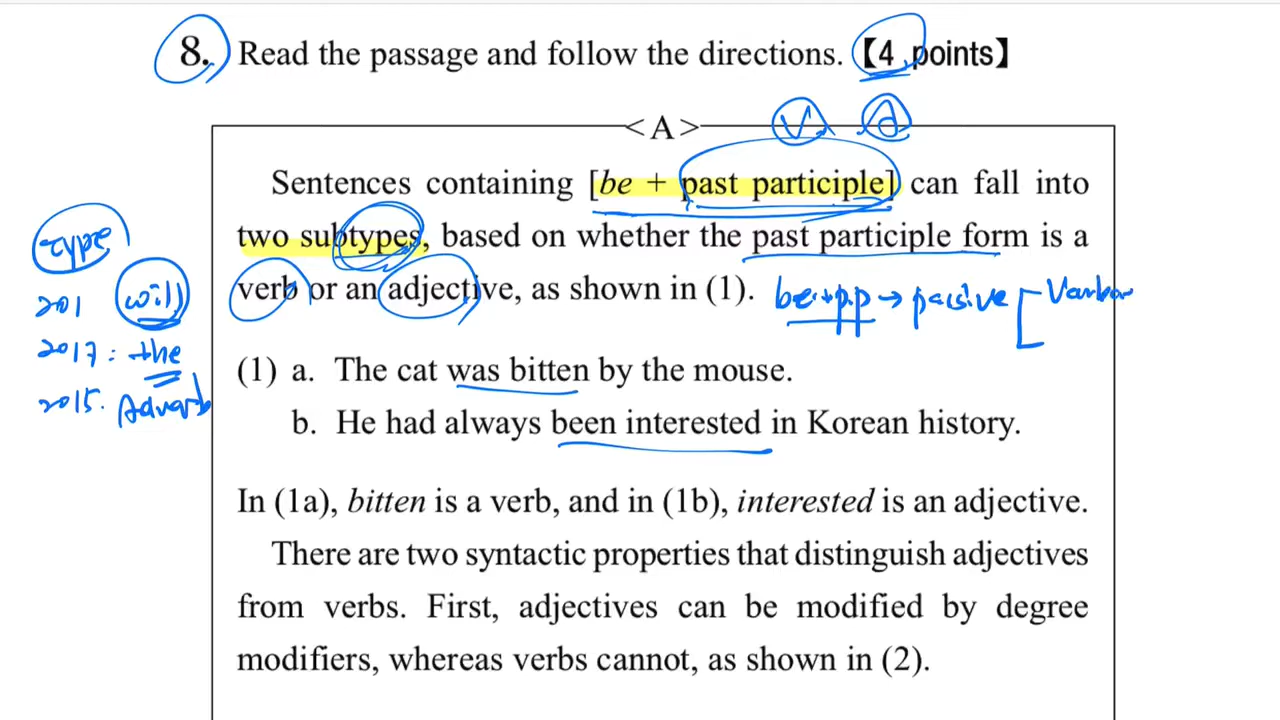 8. Read the passage and follow the directions. 【4 points】
V a
<A>
Sentences containing [be + past participle] can fall into
two subtypes, based on whether the past participle form is a
verb or an adjective, as shown in (1).
be+p.p → passive
type
201 will
2017 : the
2015. Adverb
(1) a. The cat was bitten by the mouse.
b. He had always been interested in Korean history.
In (1a), bitten is a verb, and in (1b), interested is an adjective.
There are two syntactic properties that distinguish adjectives
from verbs. First, adjectives can be modified by degree
modifiers, whereas verbs cannot, as shown in (2).